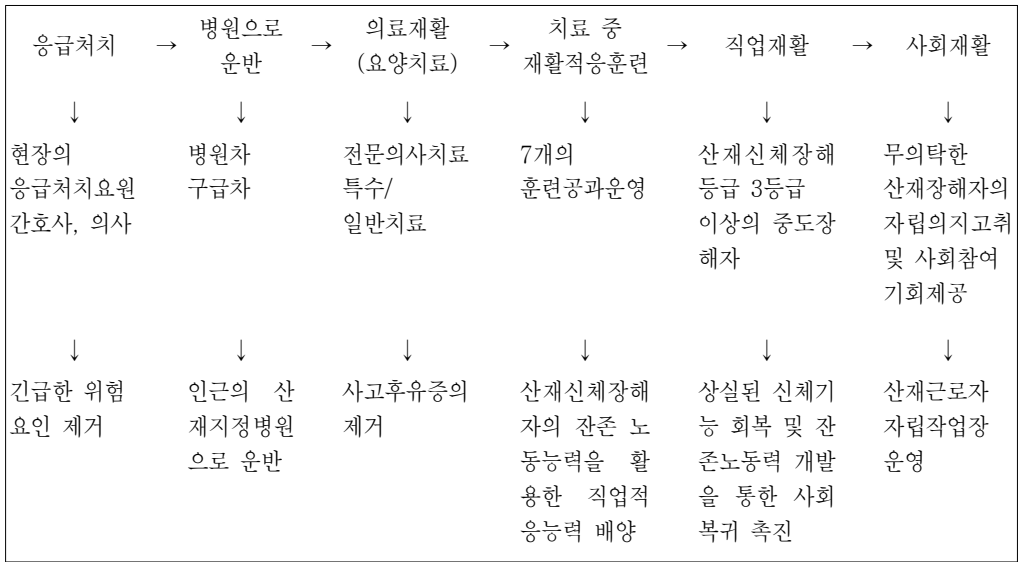 응급처치 → 병원으로 운반 → 의료재활 (요양치료) → 치료 중 재활적응훈련 → 직업재활 → 사회재활
↓ ↓ ↓ ↓ ↓ ↓
현장의
응급처치요원
간호사, 의사
병원차
구급차
전문의사치료
특수/
일반치료
7개의
훈련공과운영
산재신체장해
등급 3등급
이상의 중도장
해자
무의탁한
산재장해자의
자립의지고취
및 사회참여
기회제공
↓ ↓ ↓ ↓ ↓ ↓
긴급한 위험
요인 제거
인근의 산
재지정병원
으로 운반
사고후유증의
제거
산재신체장해
자의 잔존 노
동능력을 활
용한 직업적
응능력 배양
상실된 신체기
능 회복 및 잔
존노동력 개발
을 통한 사회
복귀 촉진
산재근로자
자립작업장
운영